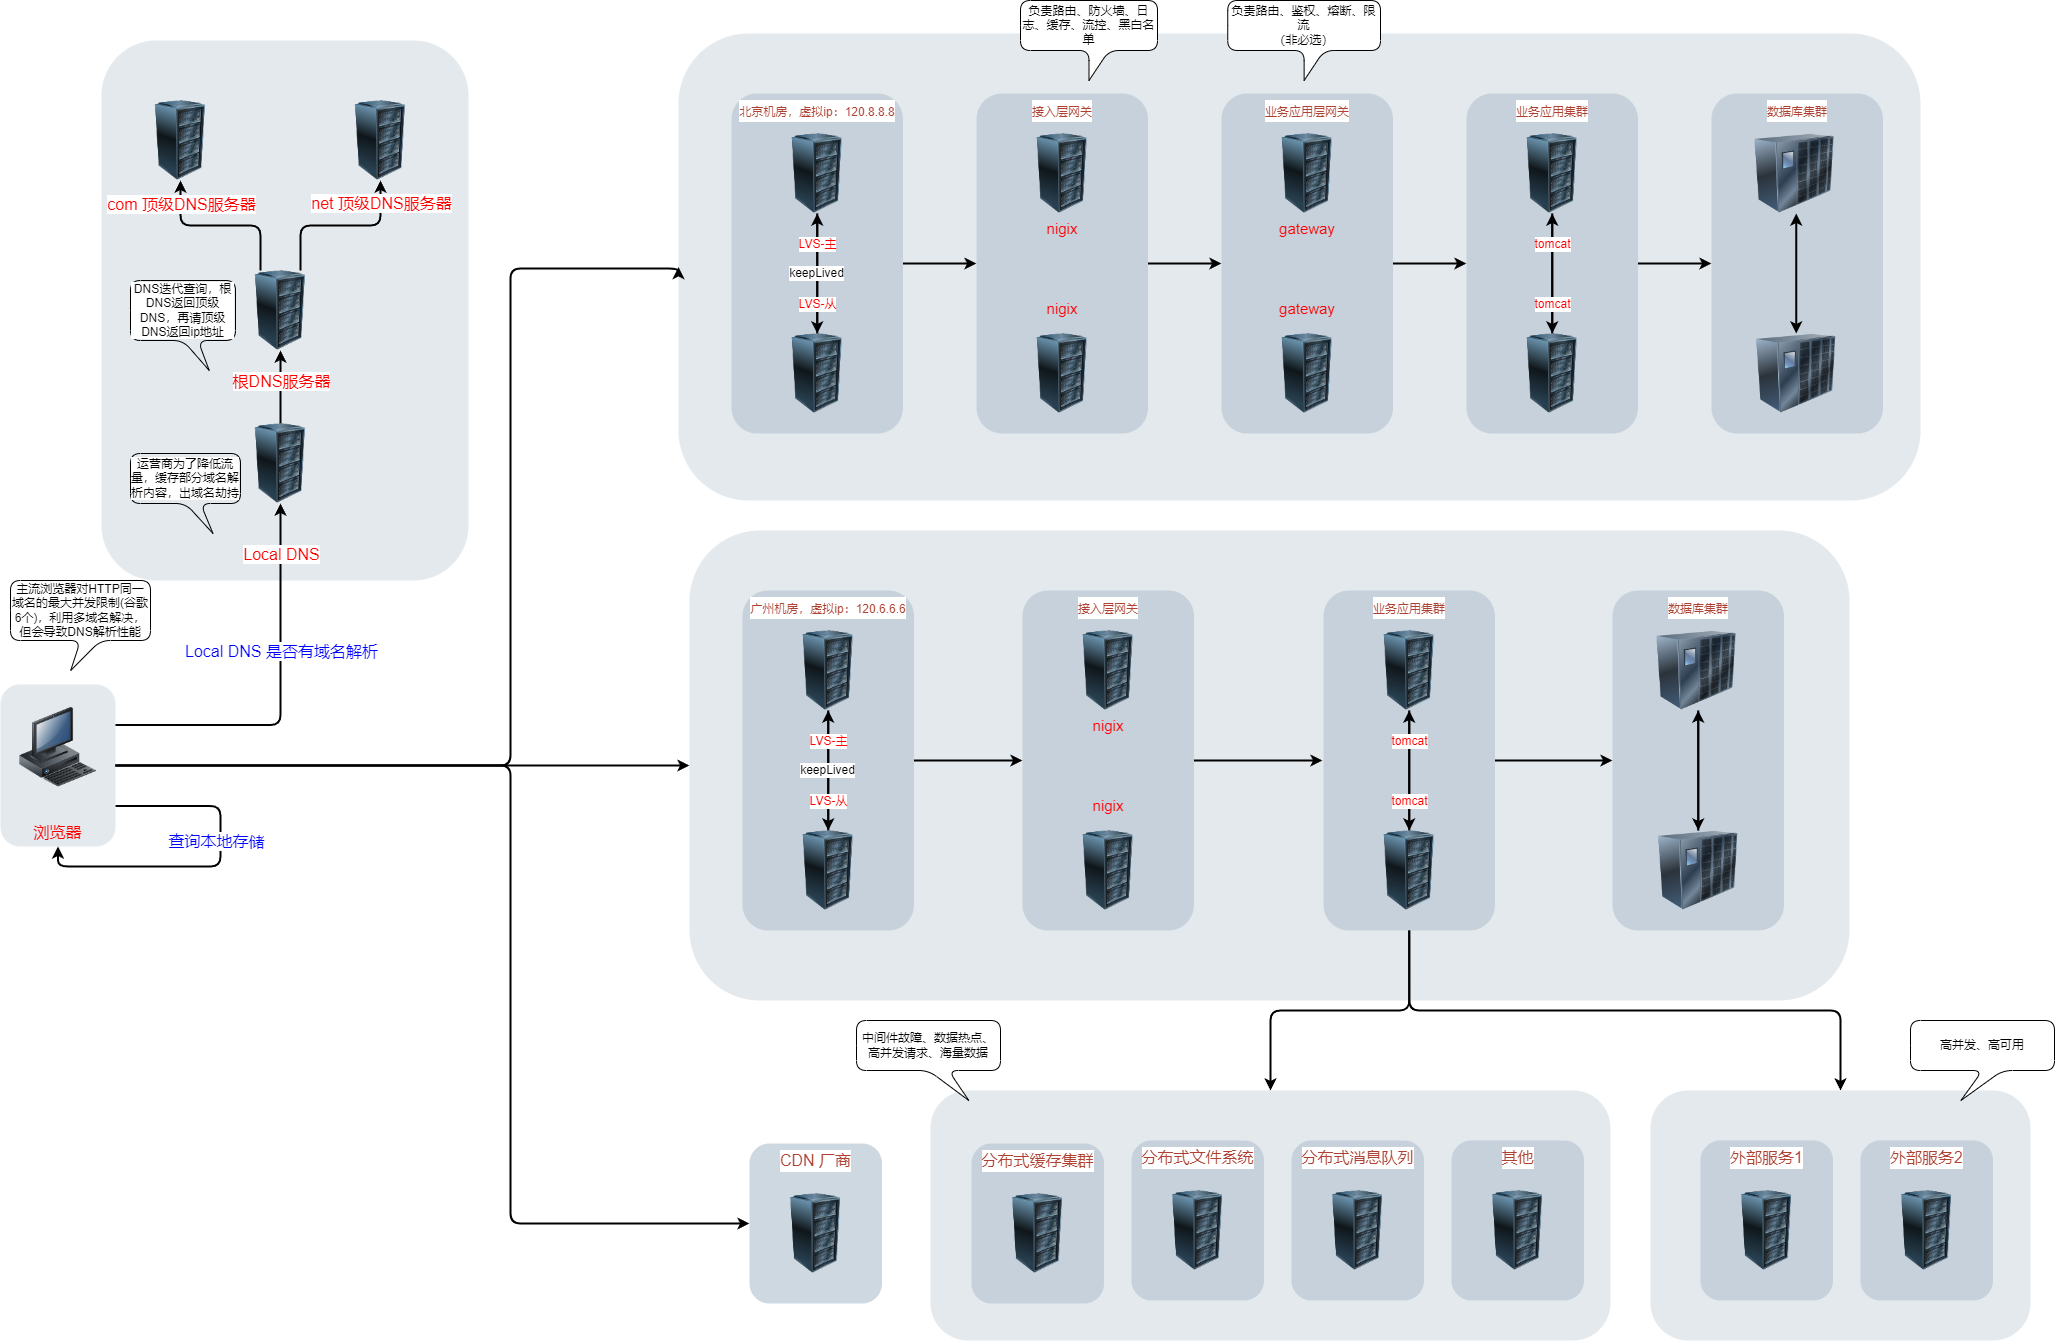 负责路由、防火墙、日
志、缓存、流控、黑白名
单
负责路由、鉴权、熔断、限
流
（非必选）
com 顶级DNS服务器
net 顶级DNS服务器
DNS迭代查询，根
DNS返回顶级
DNS，再请顶级
DNS返回ip地址
根DNS服务器
运营商为了降低流
量，缓存部分域名解
析内容，出域名劫持
Local DNS
主流浏览器对HTTP同一
域名的最大并发限制(谷歌
6个)，利用多域名解决，
但会导致DNS解析性能
Local DNS 是否有域名解析
浏览器
查询本地存储
北京机房，虚拟ip：120.8.8.8
LVS-主
keepLived
LVS-从
接入层网关
nigix
nigix
业务应用层网关
gateway
gateway
业务应用集群
tomcat
tomcat
数据库集群
广州机房，虚拟ip：120.6.6.6
LVS-主
keepLived
LVS-从
接入层网关
nigix
nigix
业务应用集群
tomcat
tomcat
数据库集群
中间件故障、数据热点、
高并发请求、海量数据
高并发、高可用
CDN 厂商
分布式缓存集群
分布式文件系统
分布式消息队列
其他
外部服务1
外部服务2